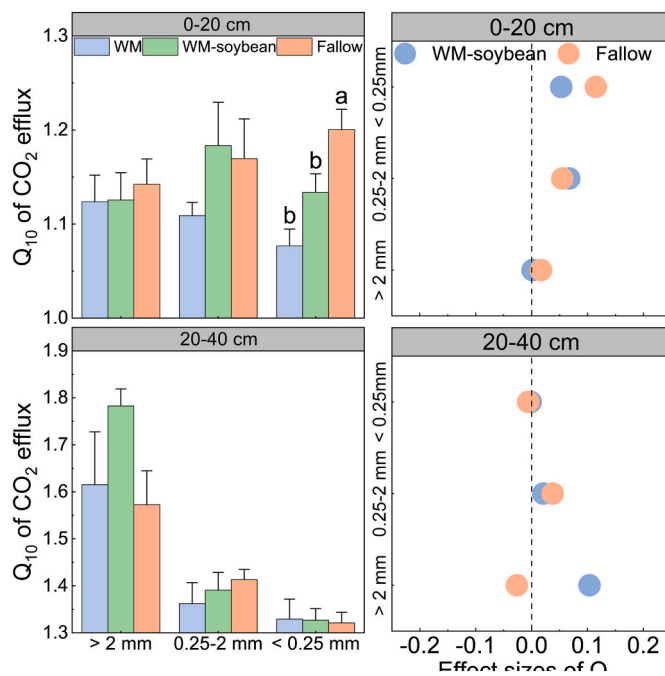 0-20 cm
1.3
1.2
1.1
1.0
Q10 of CO2 efflux
WM WM-soybean Fallow
b b a
20-40 cm
1.9
1.8
1.7
1.6
1.5
1.4
1.3
Q10 of CO2 efflux
> 2 mm 0.25-2 mm < 0.25 mm
0-20 cm
WM-soybean Fallow
> 2 mm 0.25-2 mm < 0.25mm
20-40 cm
> 2 mm 0.25-2 mm < 0.25mm
-0.2 -0.1 0.0 0.1 0.2
Effect sizes of Q